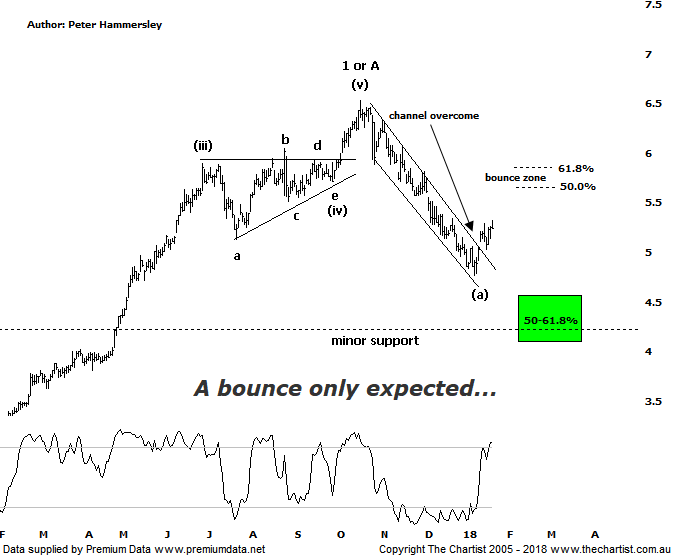 7.5
Author: Peter Hammersley
7
1 or A
(v)
6.5
channel overcome
(iii)
b
d
6
61.8%
bounce zone
50.0%
e
(iv)
5.5
c
a
5
(a)
4.5
50-61.8%
minor support
4
A bounce only expected...
3.5
F M A M J J A S O N D 18 F M A
Data supplied by Premium Data www.premiumdata.net
Copyright The Chartist 2005 - 2018 www.thechartist.com.au